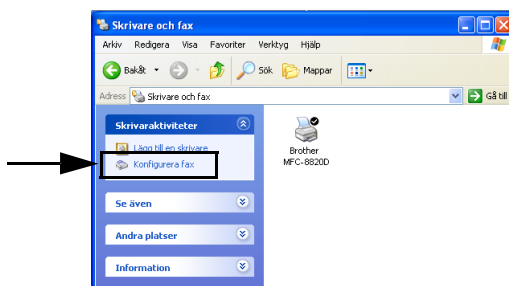 Skrivare och fax
Arkiv Redigera Visa Favoriter Verktyg Hjälp
Bakåt Sök Mappar
Adress Skrivare och fax Gå till
Skrivaraktiviteter
Lägg till en skrivare
Konfigurera fax
Se även
Andra platser
Information
Brother
MFC-8820D